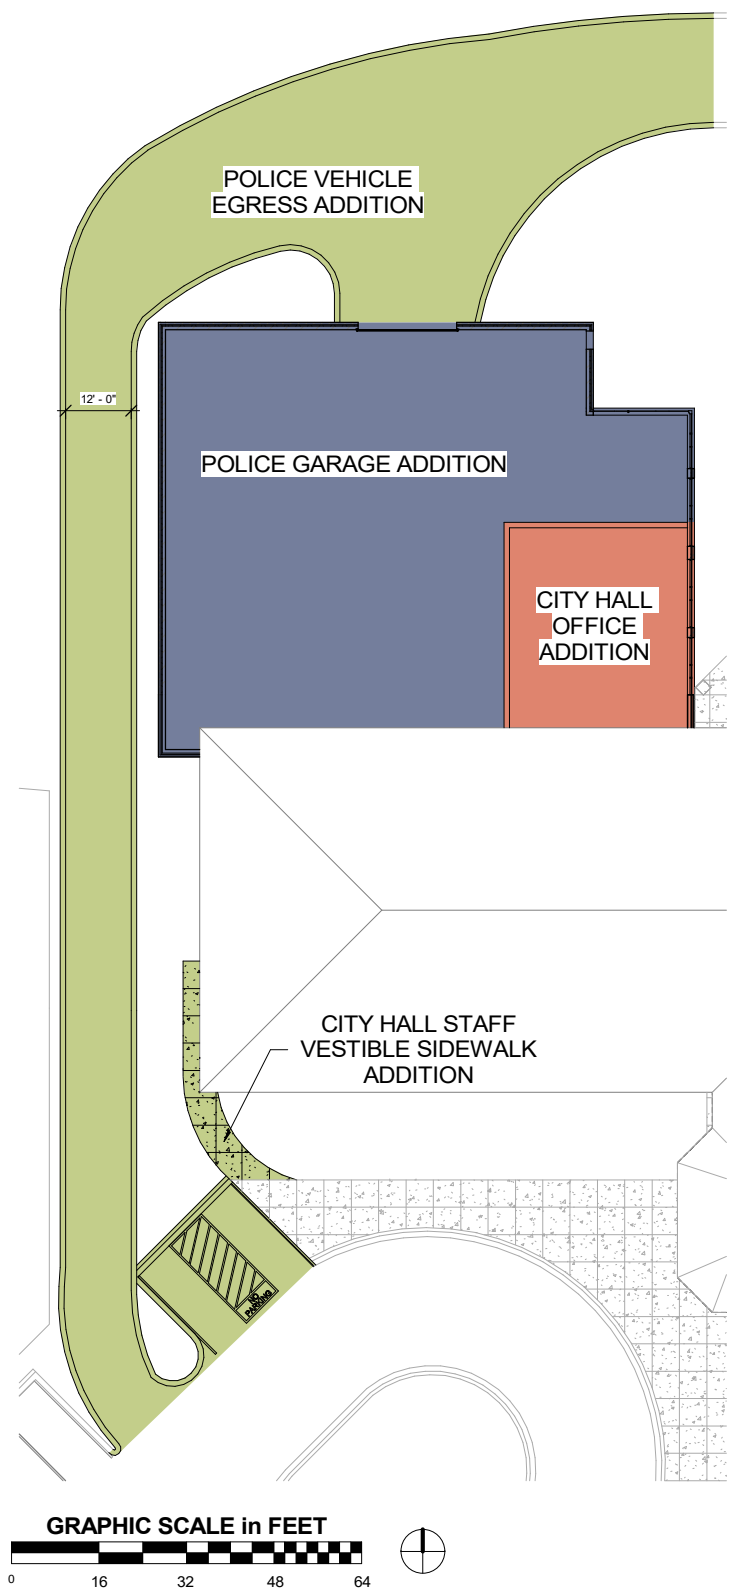 POLICE VEHICLE
EGRESS ADDITION
12' - 0"
POLICE GARAGE ADDITION
CITY HALL
OFFICE
ADDITION
CITY HALL STAFF
VESTIBLE SIDEWALK
ADDITION
NO
PARKING
GRAPHIC SCALE in FEET
0 16 32 48 64